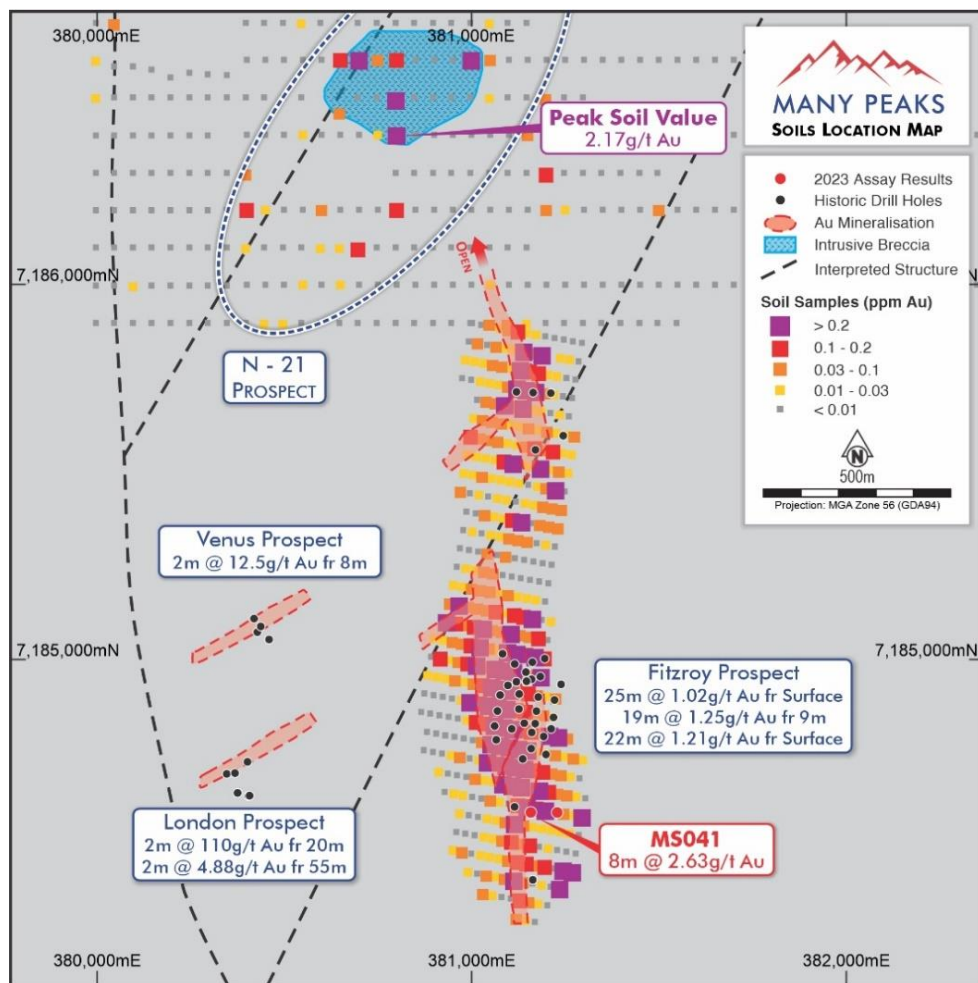 380,000mE
381,000mE
MANY PEAKS
SOILS LOCATION MAP
Peak Soil Value
2.17g/t Au
2023 Assay Results
Historic Drill Holes
Au Mineralisation
Intrusive Breccia
Interpreted Structure
Soil Samples (ppm Au)
> 0.2
0.1 - 0.2
0.03 - 0.1
0.01 - 0.03
< 0.01
N
500m
Projection: MGA Zone 56 (GDA94)
OPEN
7,186,000mN
N - 21
PROSPECT
Venus Prospect
2m @ 12.5g/t Au fr 8m
7,185,000mN
7,185,000mN
Fitzroy Prospect
25m @ 1.02g/t Au fr Surface
19m @ 1.25g/t Au fr 9m
22m @ 1.21g/t Au fr Surface
London Prospect
2m @ 110g/t Au fr 20m
2m @ 4.88g/t Au fr 55m
MS041
8m @ 2.63g/t Au
380,000mE
381,000mE
382,000mE